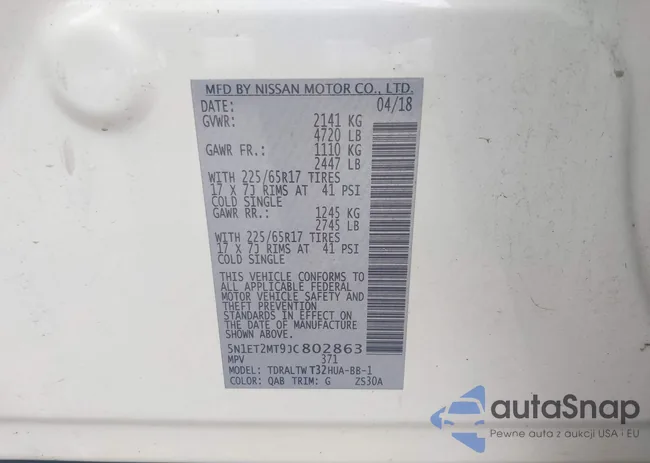 MFD BY NISSAN MOTOR CO., LTD.
DATE: 04/18
GVWR: 2141 KG
4720 LB
GAWR FR.: 1110 KG
2447 LB
WITH 225/65R17 TIRES
17 X 7J RIMS AT 41 PSI
COLD SINGLE
GAWR RR.: 1245 KG
2745 LB
WITH 225/65R17 TIRES
17 X 7J RIMS AT 41 PSI
COLD SINGLE
THIS VEHICLE CONFORMS TO
ALL APPLICABLE FEDERAL
MOTOR VEHICLE SAFETY AND
THEFT PREVENTION
STANDARDS IN EFFECT ON
THE DATE OF MANUFACTURE
SHOWN ABOVE.
5N1ET2MT9JC802863
MPV 371
MODEL: TDRALTWT32HUA-BB-1
COLOR: QAB TRIM: G ZS30A
autaSnap
Pewne auta z aukcji USA i EU